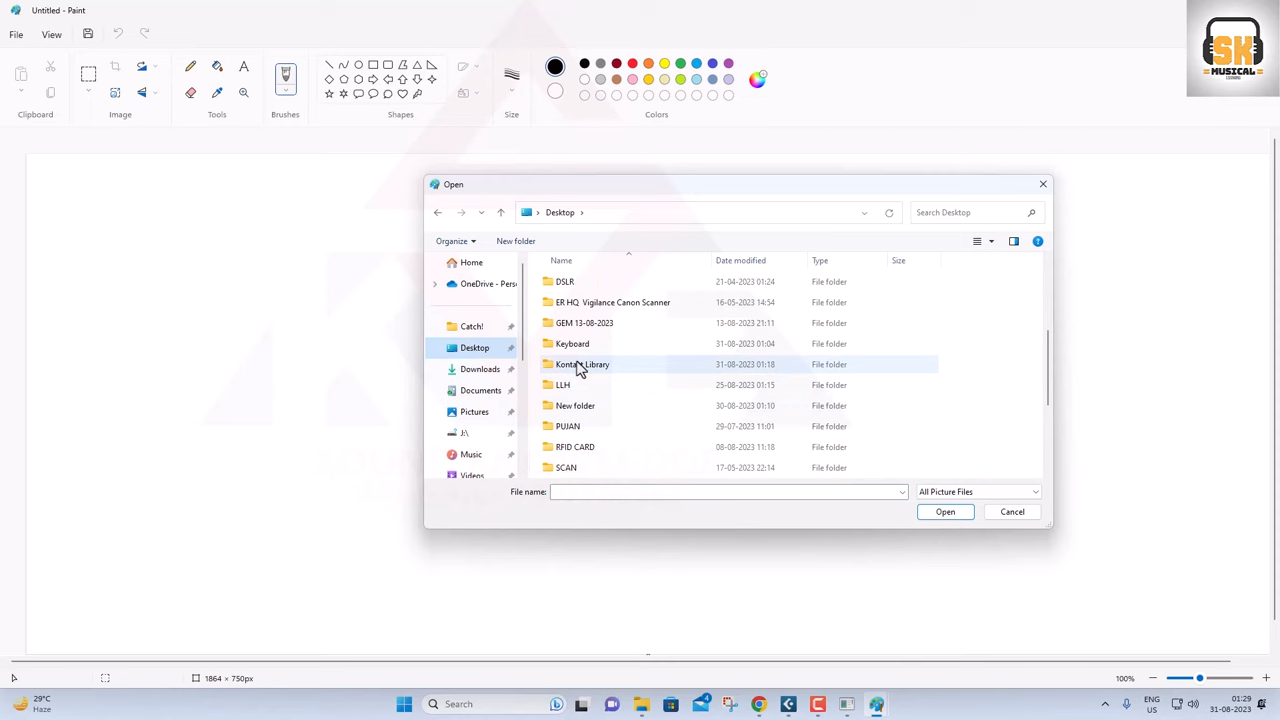 Untitled - Paint
File View
Clipboard Image Tools Brushes Shapes Size Colors
SK
MUSICAL
Open
Desktop
Search Desktop
Organize New folder
Name Date modified Type Size
Home
OneDrive - Pers
Catch!
Desktop
Downloads
Documents
Pictures
J:\
Music
Videos
DSLR 21-04-2023 01:24 File folder
ER HQ Vigilance Canon Scanner 16-05-2023 14:54 File folder
GEM 13-08-2023 13-08-2023 21:11 File folder
Keyboard 31-08-2023 01:04 File folder
Kontakt Library 31-08-2023 01:18 File folder
LLH 25-08-2023 01:15 File folder
New folder 30-08-2023 01:10 File folder
PUJAN 29-07-2023 11:01 File folder
RFID CARD 08-08-2023 11:18 File folder
SCAN 17-05-2023 22:14 File folder
File name: All Picture Files
Open Cancel
1864 × 750px 100%
29°C
Haze
Search
4
ENG
US
01:29
31-08-2023